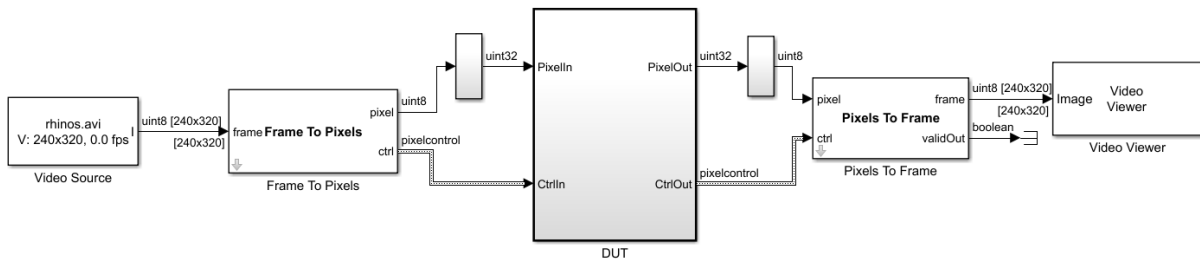 rhinos.avi
V: 240x320, 0.0 fps
I
Video Source
uint8 [240x320]
[240x320]
frame
Frame To Pixels
pixel
ctrl
Frame To Pixels
uint8
pixelcontrol
uint32
PixelIn
CtrlIn
PixelOut
CtrlOut
DUT
uint32
pixelcontrol
uint8
pixel
ctrl
Pixels To Frame
frame
validOut
Pixels To Frame
uint8 [240x320]
[240x320]
boolean
Image
Video
Viewer
Video Viewer